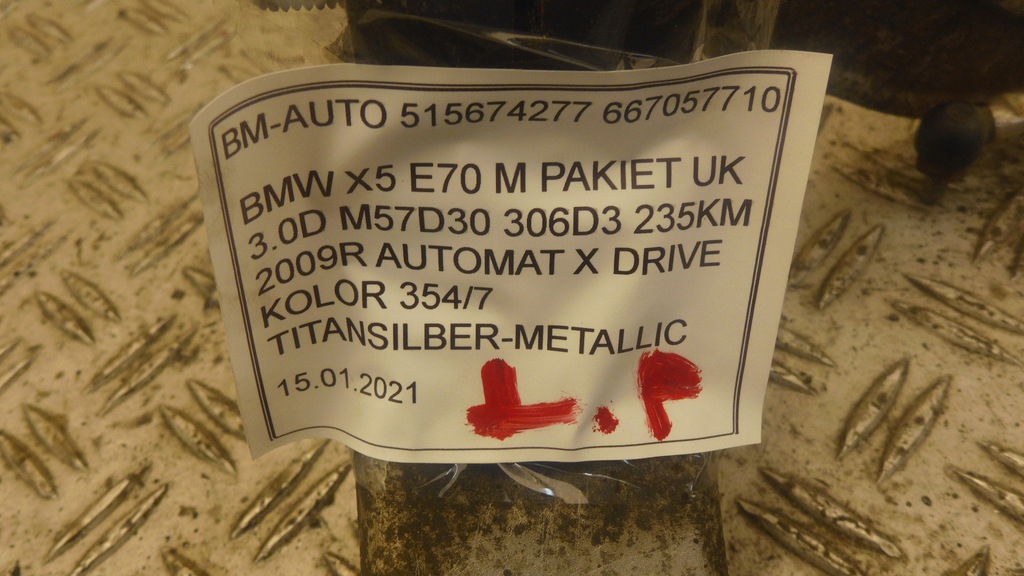 BM-AUTO 515674277 667057710
BMW X5 E70 M PAKIET UK
3.0D M57D30 306D3 235KM
2009R AUTOMAT X DRIVE
KOLOR 354/7
TITANSILBER-METALLIC
15.01.2021
L.P